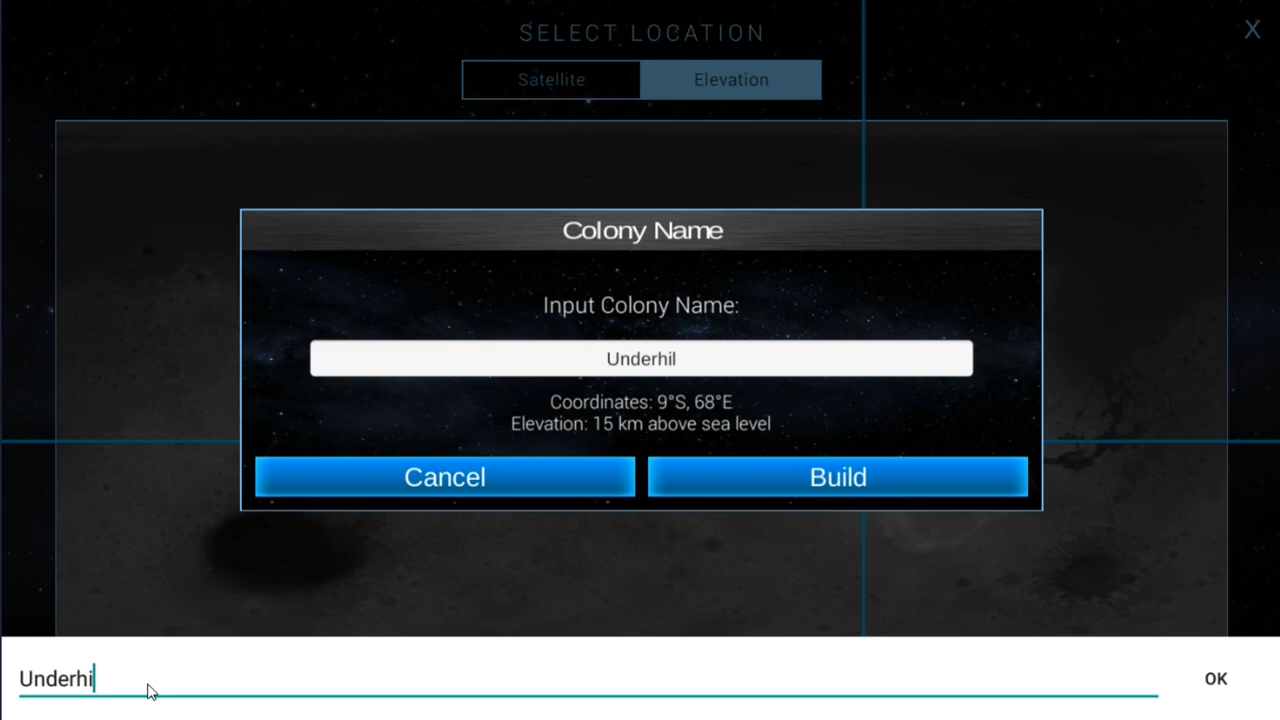 SELECT LOCATION
X
Satellite
Elevation
Colony Name
Input Colony Name:
Underhil
Coordinates: 9°S, 68°E
Elevation: 15 km above sea level
Cancel
Build
Underhi
OK